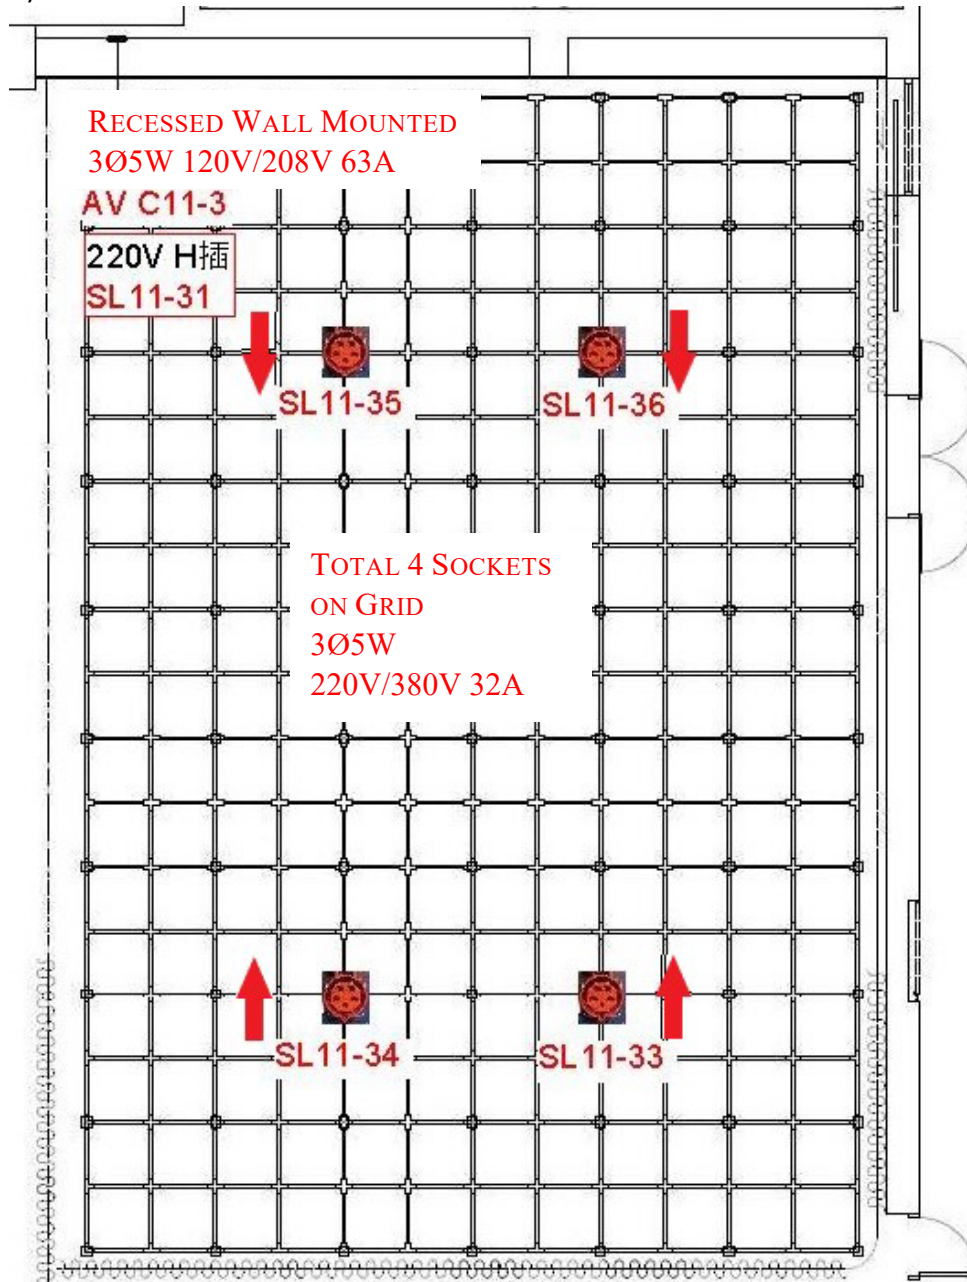 RECESSED WALL MOUNTED
3Ø5W 120V/208V 63A
AV C11-3
220V H插
SL11-31
SL11-35
SL11-36
TOTAL 4 SOCKETS
ON GRID
3Ø5W
220V/380V 32A
SL11-34
SL11-33